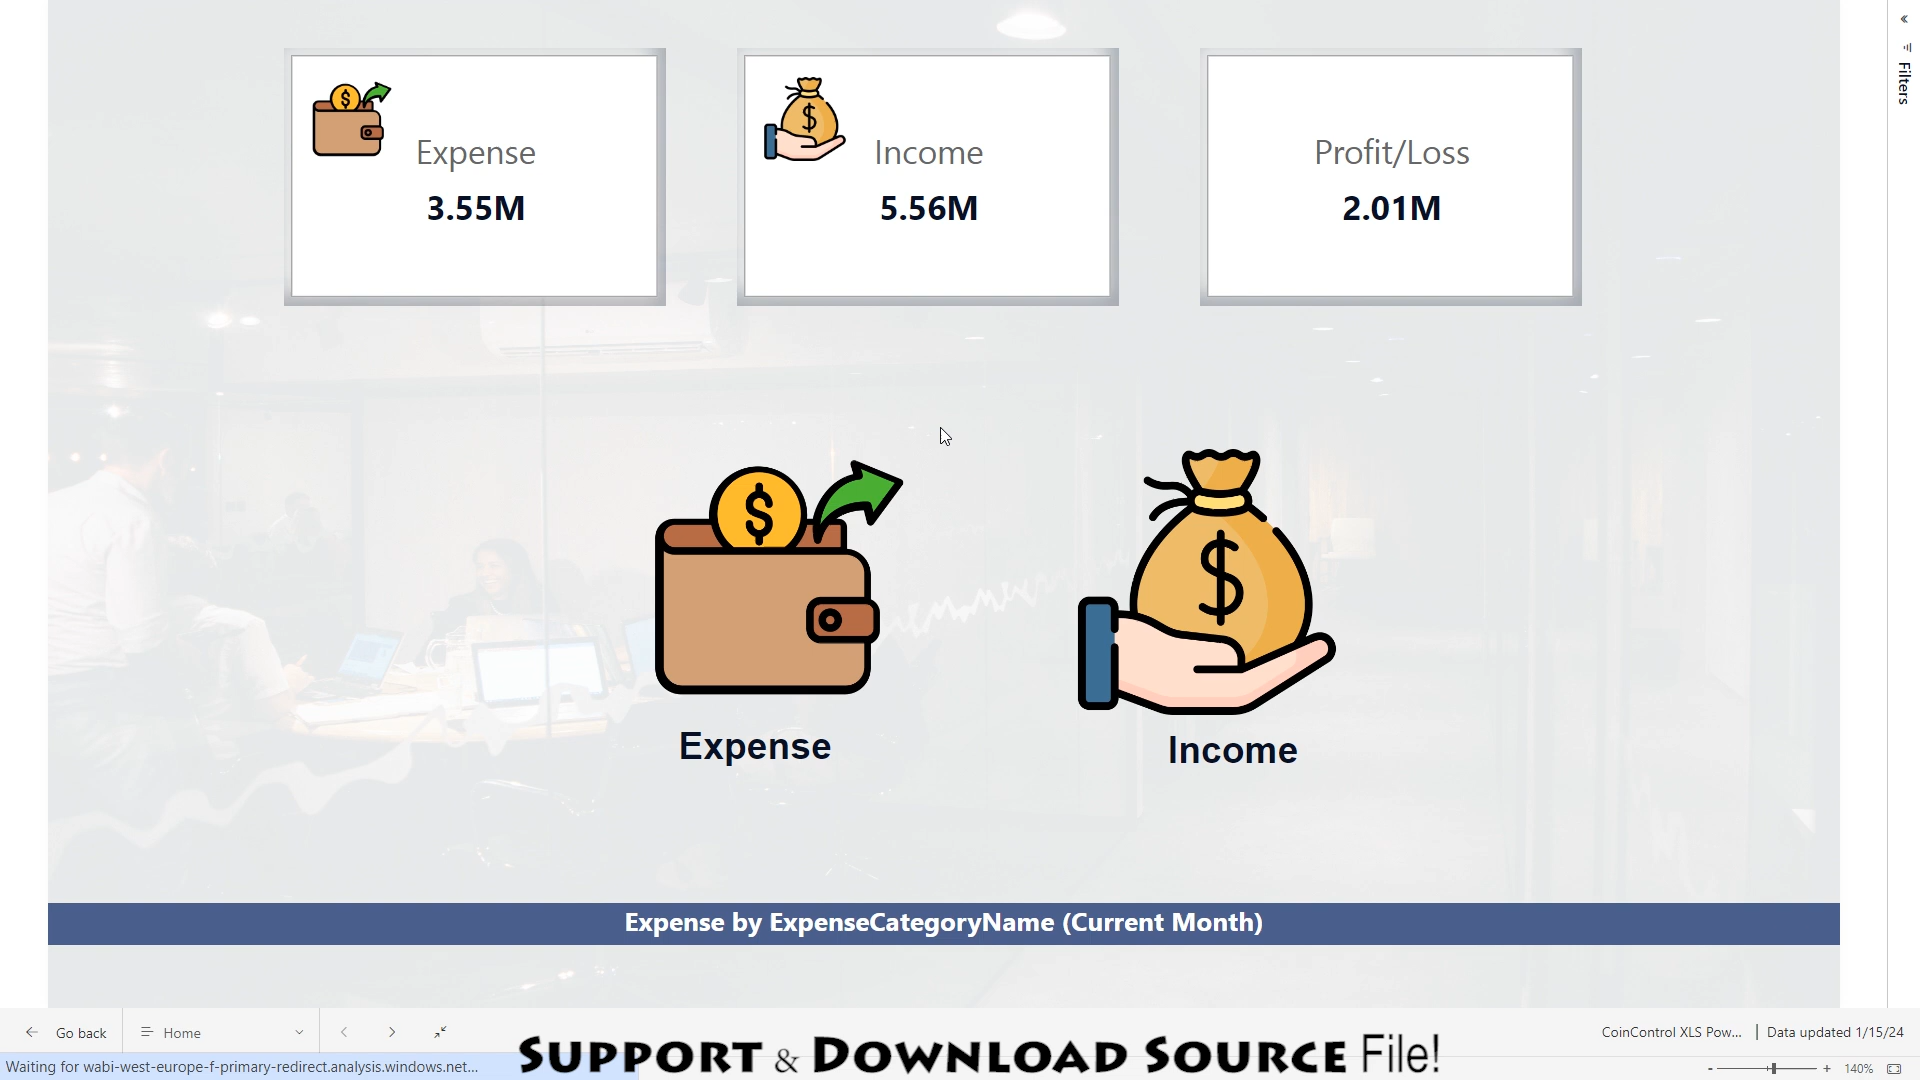 Filters
Expense
3.55M
Income
5.56M
Profit/Loss
2.01M
$
$
$
$
Expense
Income
Expense by ExpenseCategoryName (Current Month)
Go back
Home
CoinControl XLS Pow... | Data updated 1/15/24
Support & Download Source File!
Waiting for wabi-west-europe-f-primary-redirect.analysis.windows.net...
- + 140%